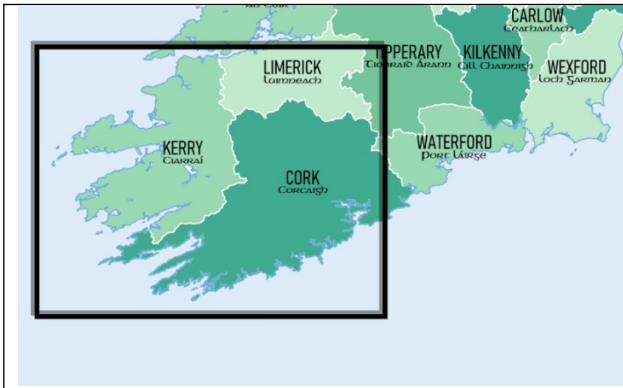 CARLOW
Ceatharlach
TIPPERARY
Tiobraid Árann
KILKENNY
Cill Chainnigh
LIMERICK
Luimneach
WEXFORD
Loch Garman
WATERFORD
Port Láirge
KERRY
Ciarraí
CORK
Corcaigh